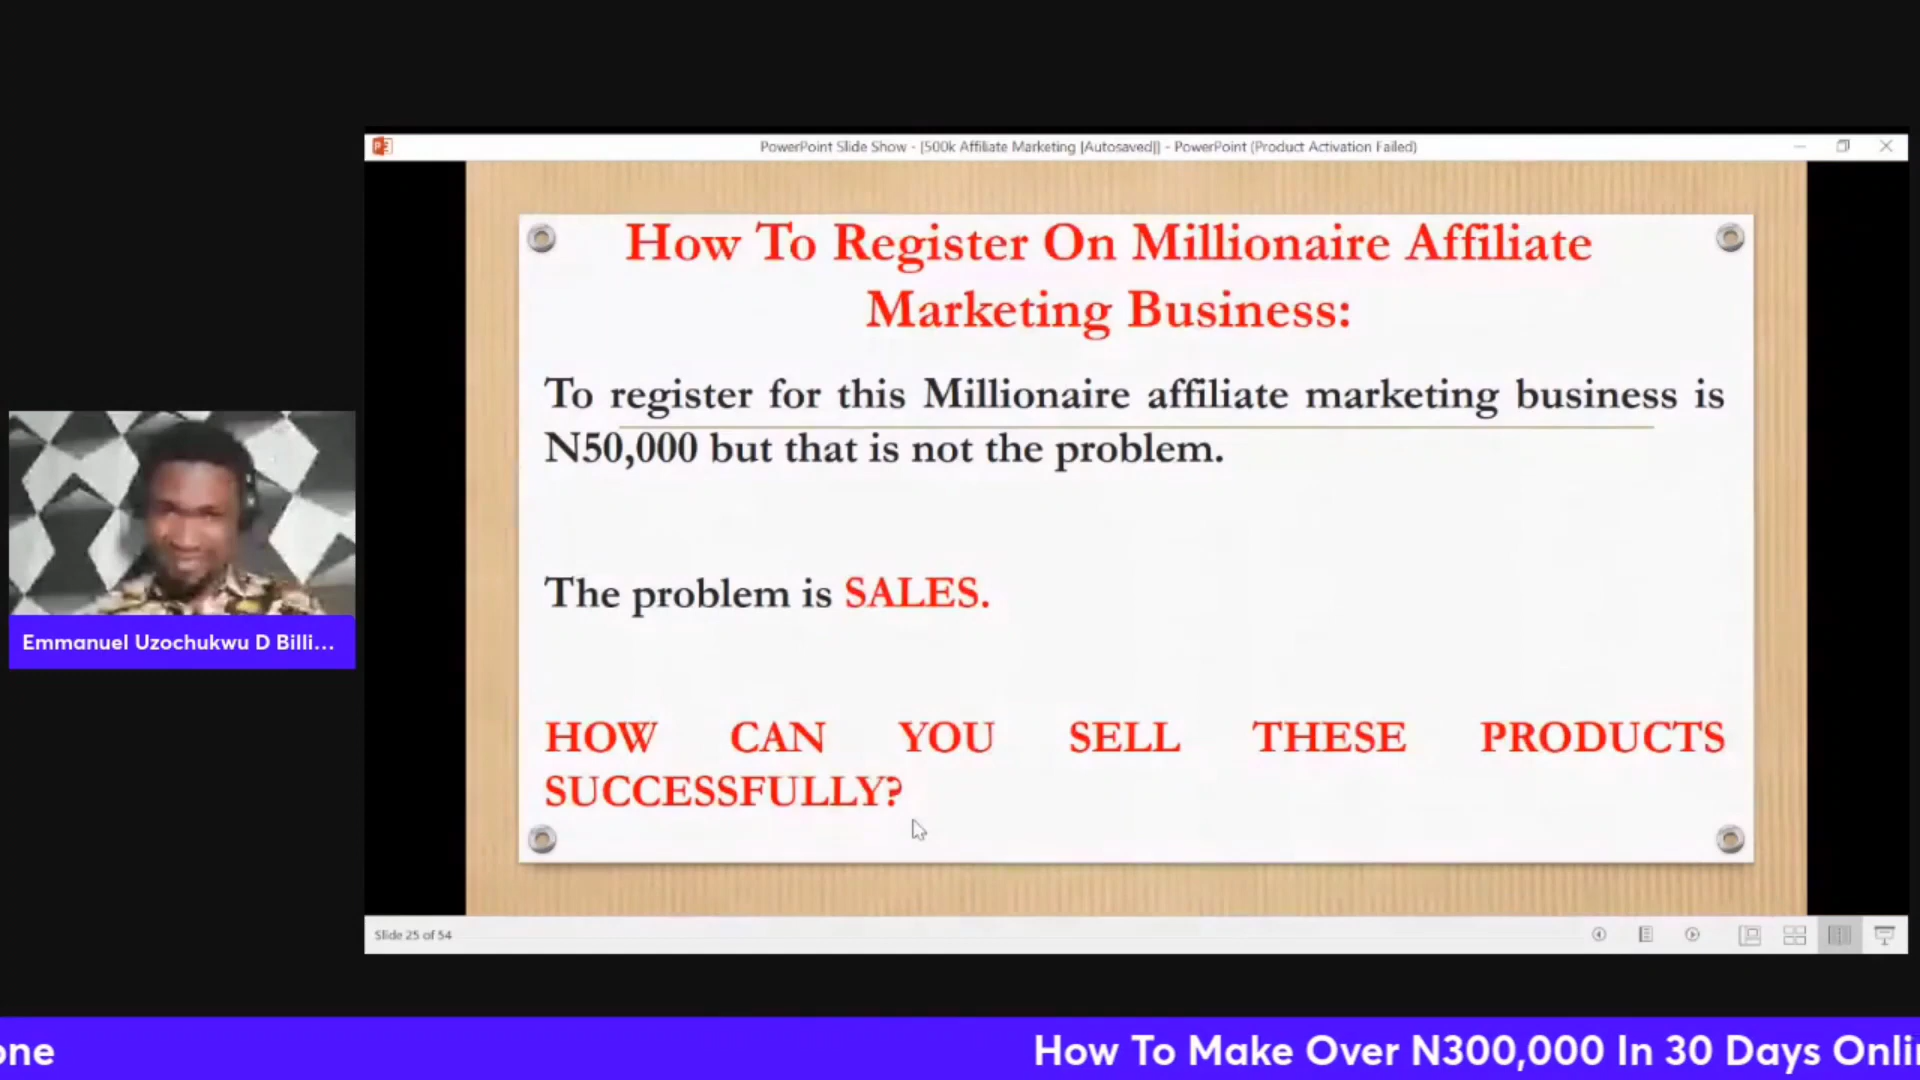 PowerPoint Slide Show - [500k Affiliate Marketing [Autosaved]] - PowerPoint (Product Activation Failed)
How To Register On Millionaire Affiliate
Marketing Business:
To register for this Millionaire affiliate marketing business is
N50,000 but that is not the problem.
The problem is SALES.
HOW CAN YOU SELL THESE PRODUCTS
SUCCESSFULLY?
Emmanuel Uzochukwu D Billi...
Slide 25 of 54
one How To Make Over N300,000 In 30 Days Onli